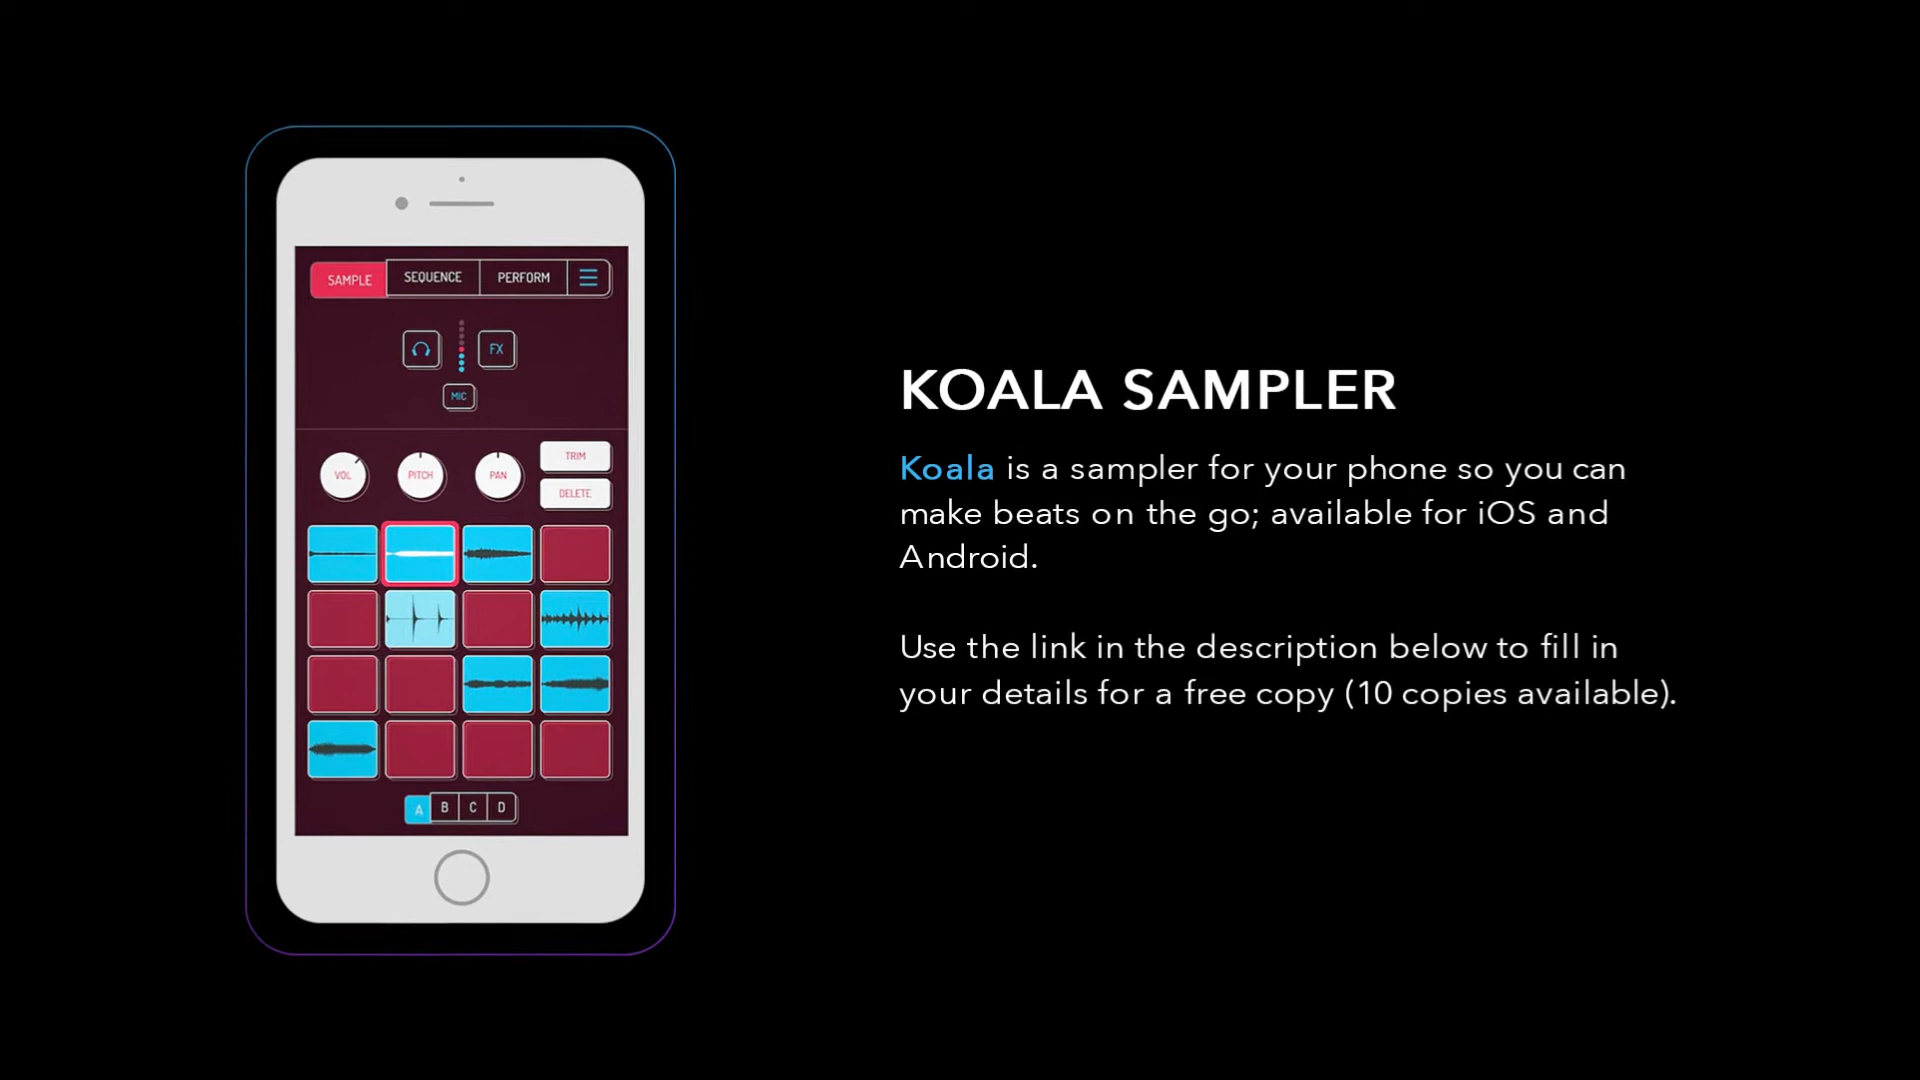 SAMPLE SEQUENCE PERFORM
FX
MIC
VOL PITCH PAN TRIM
DELETE
A B C D
KOALA SAMPLER
Koala is a sampler for your phone so you can
make beats on the go; available for iOS and
Android.
Use the link in the description below to fill in
your details for a free copy (10 copies available).